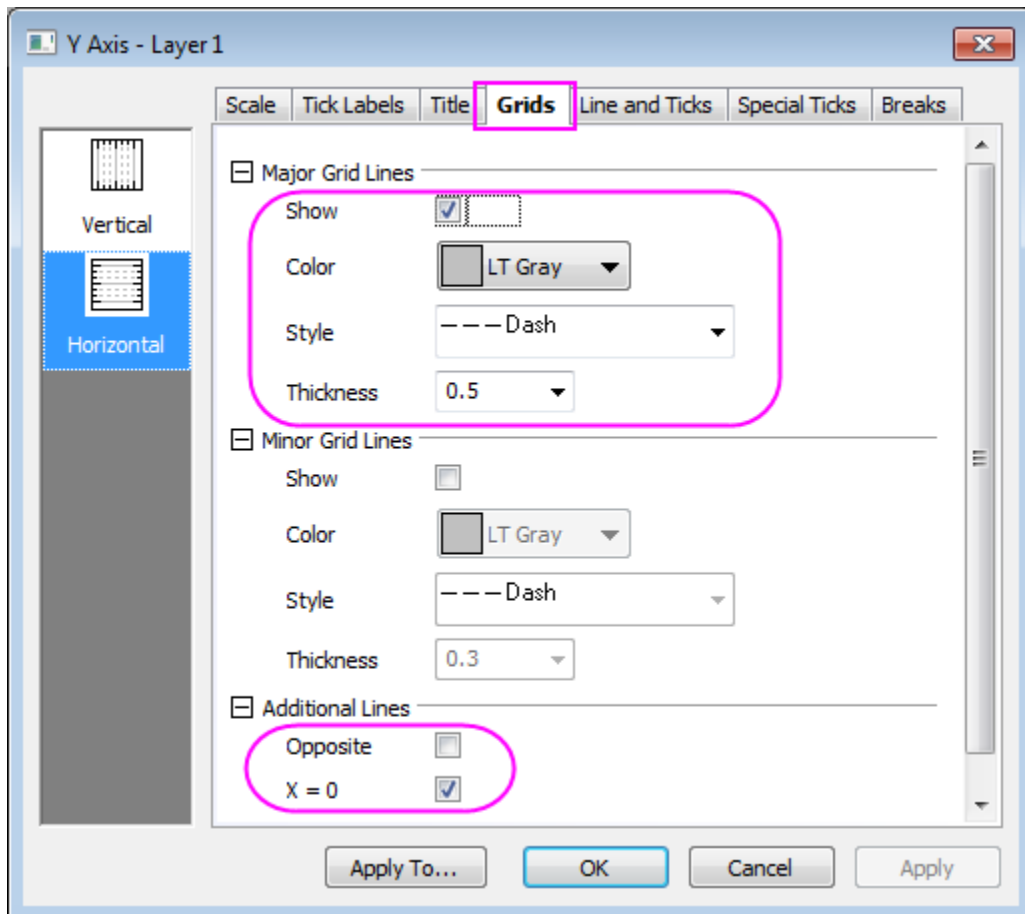 Y Axis - Layer 1
Scale Tick Labels Title Grids Line and Ticks Special Ticks Breaks
Vertical
Horizontal
Major Grid Lines
Show
Color LT Gray
Style Dash
Thickness 0.5
Minor Grid Lines
Show
Color LT Gray
Style Dash
Thickness 0.3
Additional Lines
Opposite
X = 0
Apply To... OK Cancel Apply